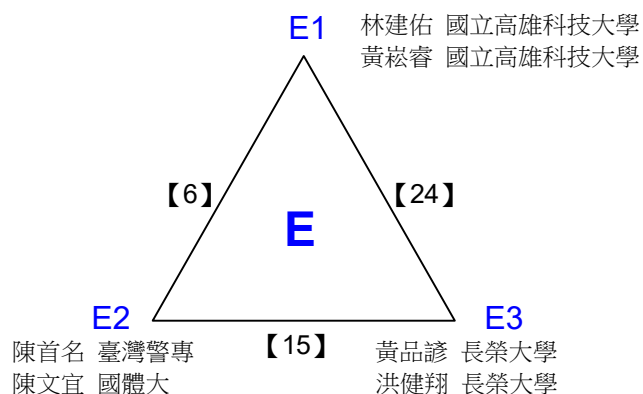 E1
林建佑 國立高雄科技大學
黃崧睿 國立高雄科技大學
【6】
【24】
E
E2
E3
陳首名 臺灣警專
陳文宜 國體大
【15】
黃品諺 長榮大學
洪健翔 長榮大學